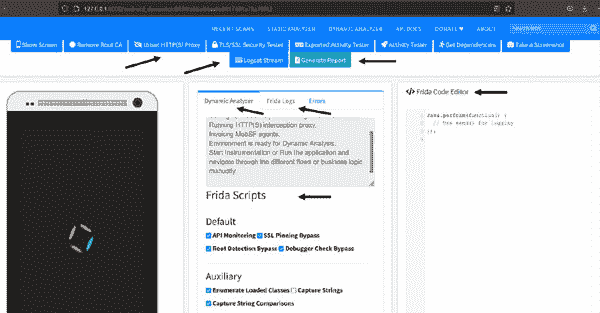 RECENT SCANS STATIC ANALYZER DYNAMIC ANALYZER API DOCS DONATE ♥ ABOUT
Show Screen Remove Root CA Unset HTTP(S) Proxy TLS/SSL Security Tester Exported Activity Tester Activity Tester Get Dependencies Take a Screenshot
Logcat Stream Generate Report
Dynamic Analyzer Frida Logs Errors
Running HTTP(S) interception proxy.
Invoking MobSF agents.
Environment is ready for Dynamic Analysis.
Start Instrumentation or Run the application and
navigate through the different flows or business logic
manually
Frida Scripts
Default
API Monitoring SSL Pinning Bypass
Root Detection Bypass Debugger Check Bypass
Auxiliary
Enumerate Loaded Classes Capture Strings
Capture String Comparisons
</> Frida Code Editor
Java.perform(function() {
});